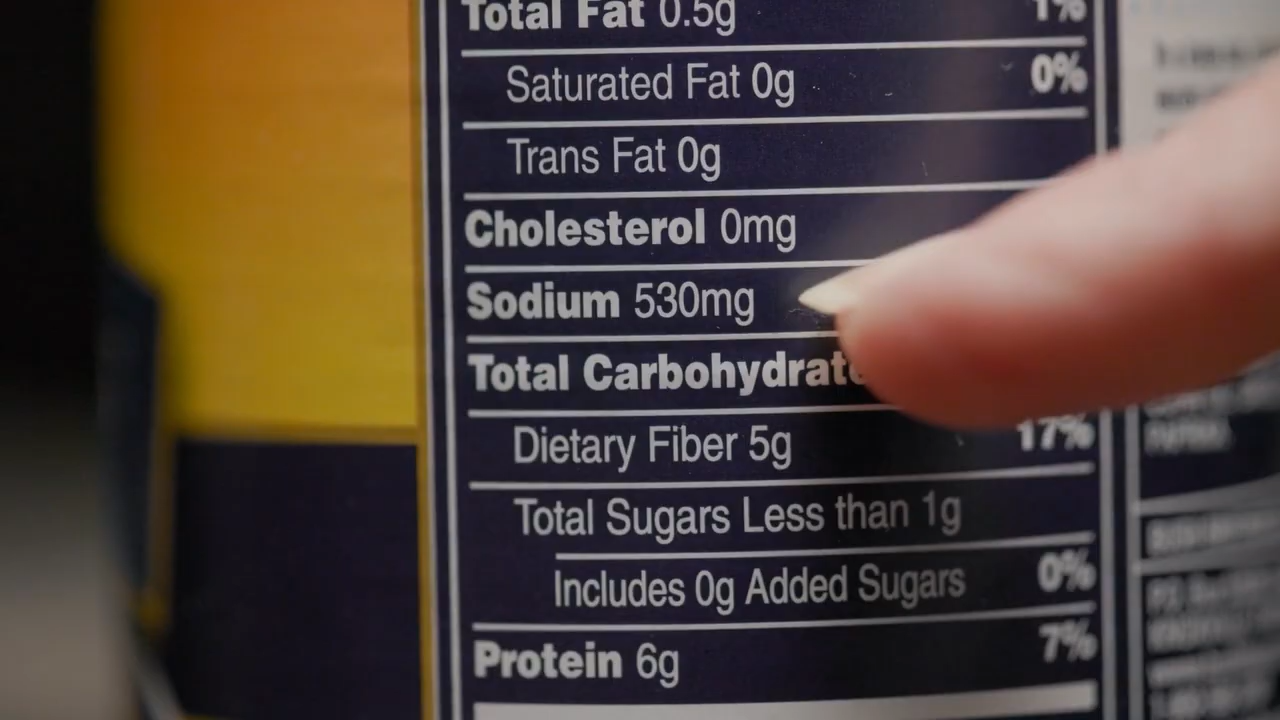 Total Fat 0.5g 1%
Saturated Fat 0g 0%
Trans Fat 0g
Cholesterol 0mg
Sodium 530mg
Total Carbohydrate
Dietary Fiber 5g 17%
Total Sugars Less than 1g
Includes 0g Added Sugars 0%
Protein 6g 7%